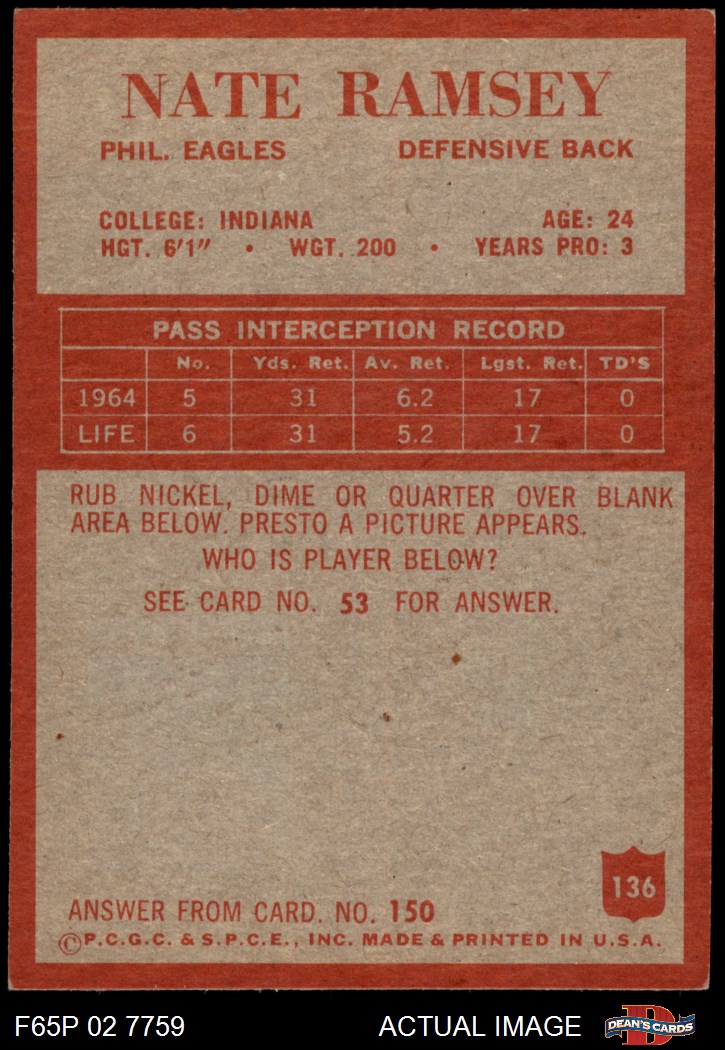 NATE RAMSEY
PHIL. EAGLES DEFENSIVE BACK
COLLEGE: INDIANA AGE: 24
HGT. 6'1" • WGT. 200 • YEARS PRO: 3
PASS INTERCEPTION RECORD
No. Yds. Ret. Av. Ret. Lgst. Ret. TD'S
1964 5 31 6.2 17 0
LIFE 6 31 5.2 17 0
RUB NICKEL, DIME OR QUARTER OVER BLANK
AREA BELOW. PRESTO A PICTURE APPEARS.
WHO IS PLAYER BELOW?
SEE CARD NO. 53 FOR ANSWER.
136
ANSWER FROM CARD. NO. 150
©P.C.G.C. & S.P.C.E., INC. MADE & PRINTED IN U.S.A.
F65P 02 7759 ACTUAL IMAGE
D
DEAN'S CARDS